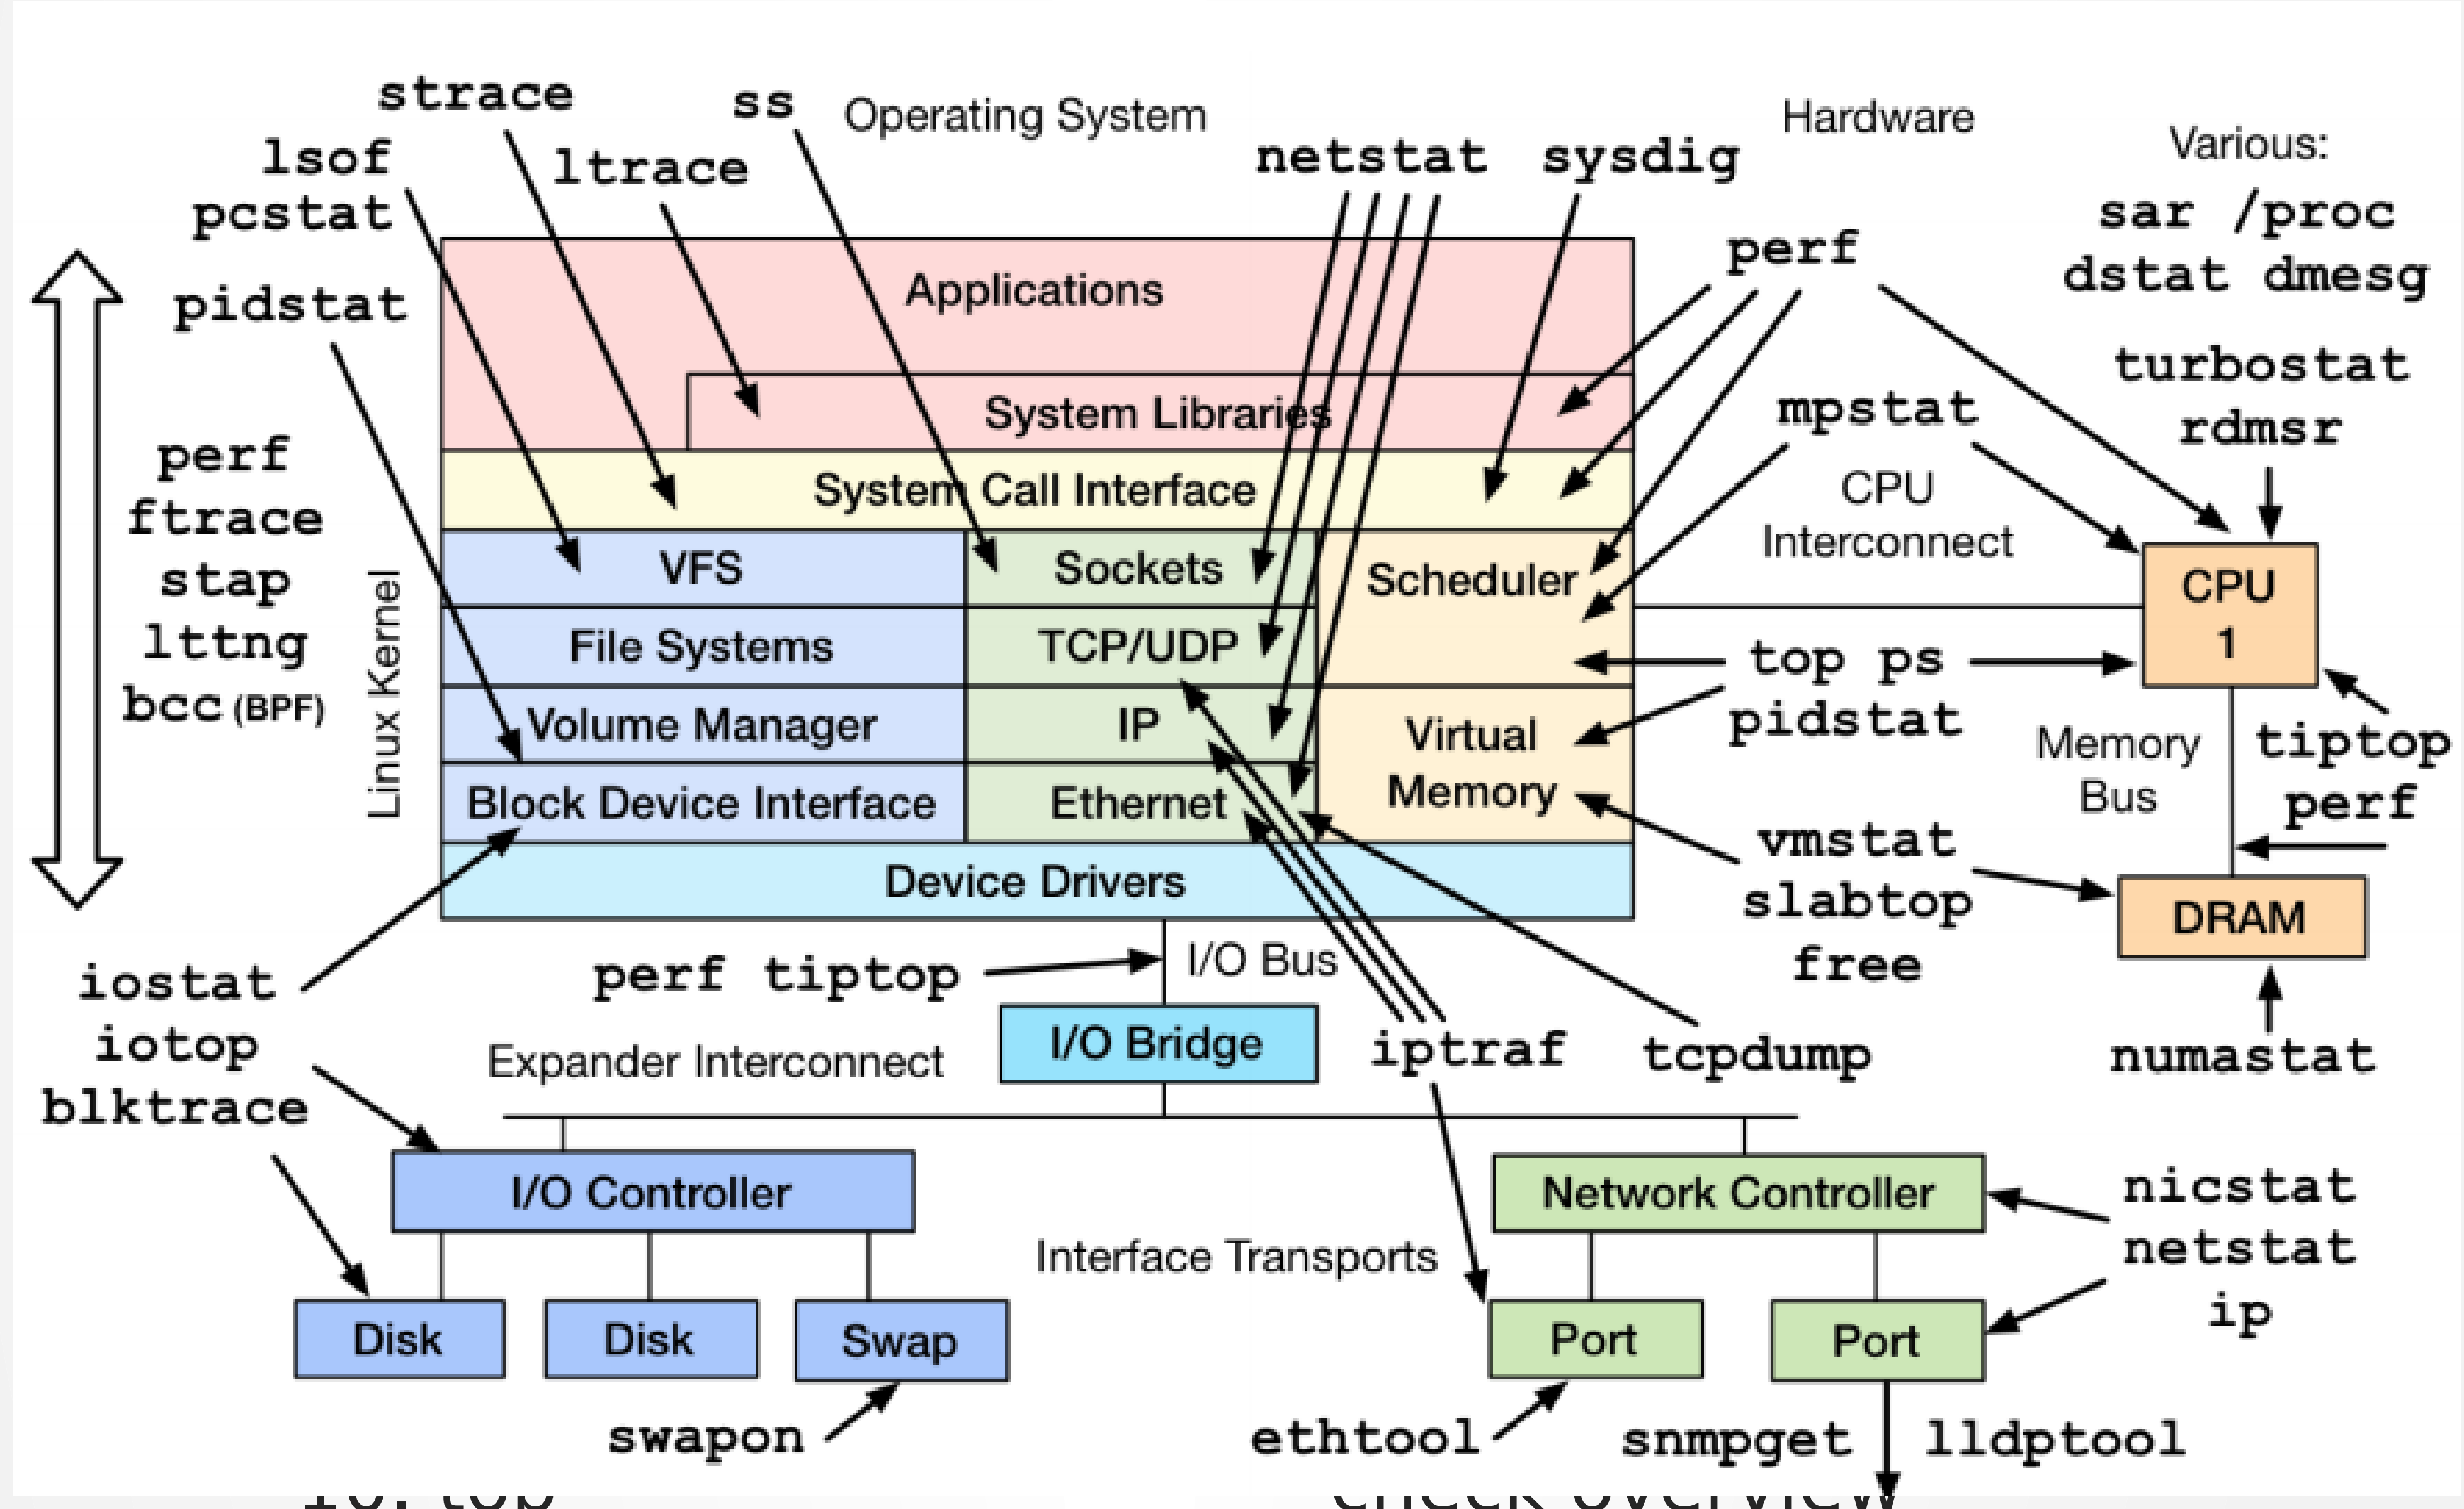 strace
ss
Operating System
Hardware
Various:
lsof
ltrace
netstat
sysdig
pcstat
sar /proc
perf
dstat dmesg
pidstat
Applications
turbostat
rdmsr
mpstat
System Libraries
perf
ftrace
stap
lttng
bcc (BPF)
Linux Kernel
System Call Interface
CPU
Interconnect
VFS
Sockets
Scheduler
CPU
1
File Systems
TCP/UDP
top ps
pidstat
Volume Manager
IP
Virtual
Memory
Memory
Bus
tiptop
perf
Block Device Interface
Ethernet
vmstat
slabtop
free
Device Drivers
DRAM
iostat
iotop
blktrace
perf tiptop
I/O Bus
I/O Bridge
Expander Interconnect
iptraf
tcpdump
numastat
I/O Controller
Network Controller
nicstat
netstat
ip
Interface Transports
Disk
Disk
Swap
Port
Port
swapon
ethtool
snmpget
lldptool
10. top
check overview